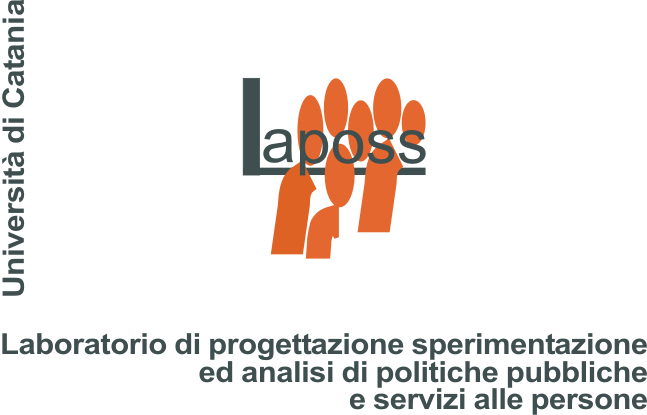 Università di Catania
Laposs
Laboratorio di progettazione sperimentazione
ed analisi di politiche pubbliche
e servizi alle persone